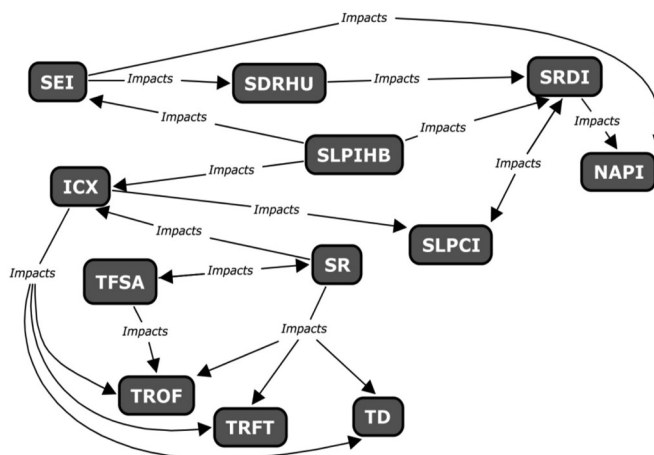 Impacts
SEI
Impacts
SDRHU
Impacts
SRDI
Impacts
Impacts
SLPIHB
Impacts
NAPI
Impacts
Impacts
ICX
Impacts
SLPCI
Impacts
Impacts
TFSA
Impacts
SR
Impacts
Impacts
TROF
TRFT
TD